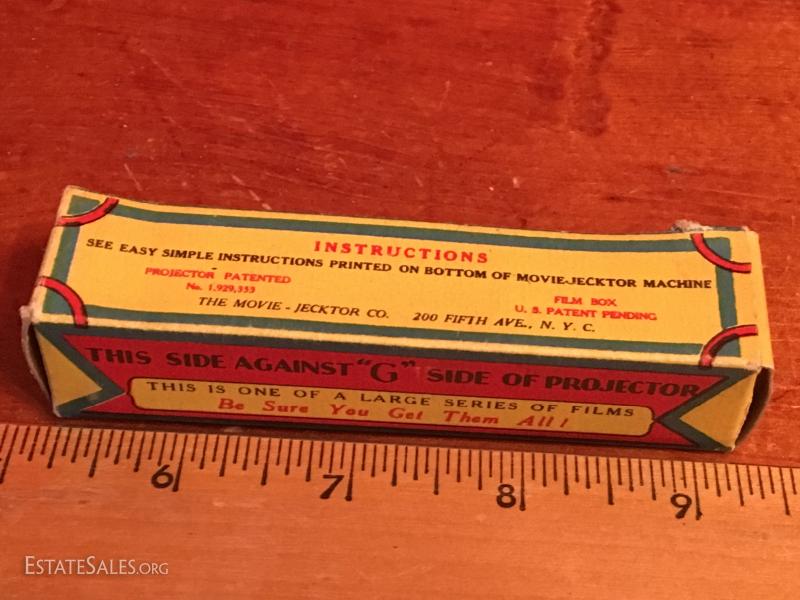 INSTRUCTIONS
SEE EASY SIMPLE INSTRUCTIONS PRINTED ON BOTTOM OF MOVIE-JECKTOR MACHINE
PROJECTOR PATENTED
No. 1,929,353
FILM BOX
U. S. PATENT PENDING
THE MOVIE - JECKTOR CO. 200 FIFTH AVE., N. Y. C.
THIS SIDE AGAINST "G" SIDE OF PROJECTOR
THIS IS ONE OF A LARGE SERIES OF FILMS
Be Sure You Get Them All!
6 7 8 9
ESTATESALES.ORG